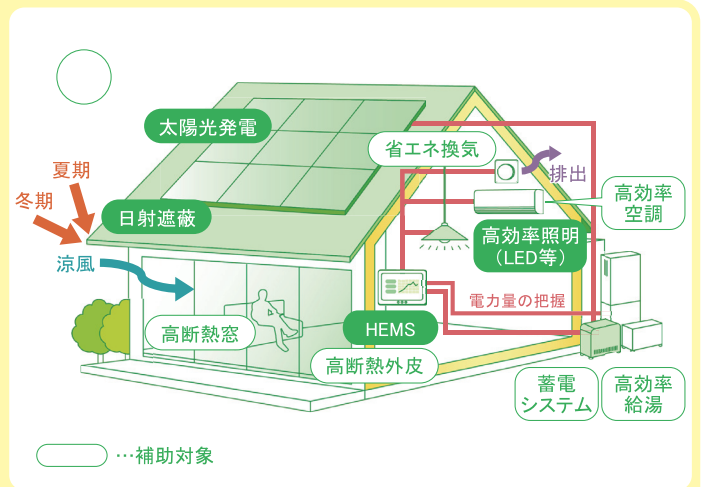 太陽光発電
省エネ換気
排出
夏期
冬期
日射遮蔽
高効率
空調
高効率照明
（LED等）
涼風
電力量の把握
HEMS
高断熱窓
高断熱外皮
蓄電
システム
高効率
給湯
…補助対象